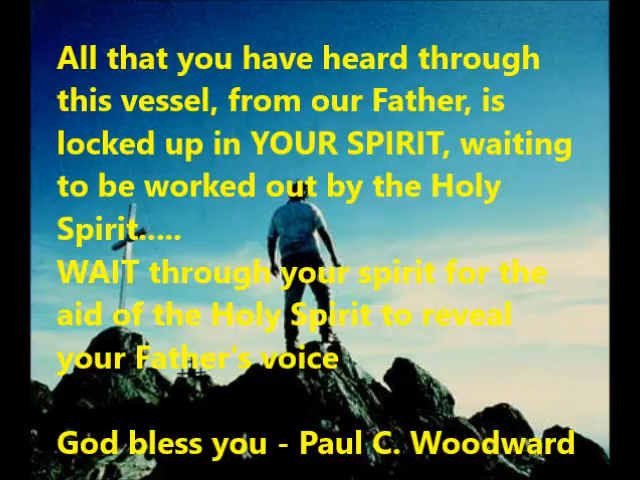 All that you have heard through
this vessel, from our Father, is
locked up in YOUR SPIRIT, waiting
to be worked out by the Holy
Spirit.....
WAIT through your spirit for the
aid of the Holy Spirit to reveal
your Father's voice
God bless you - Paul C. Woodward